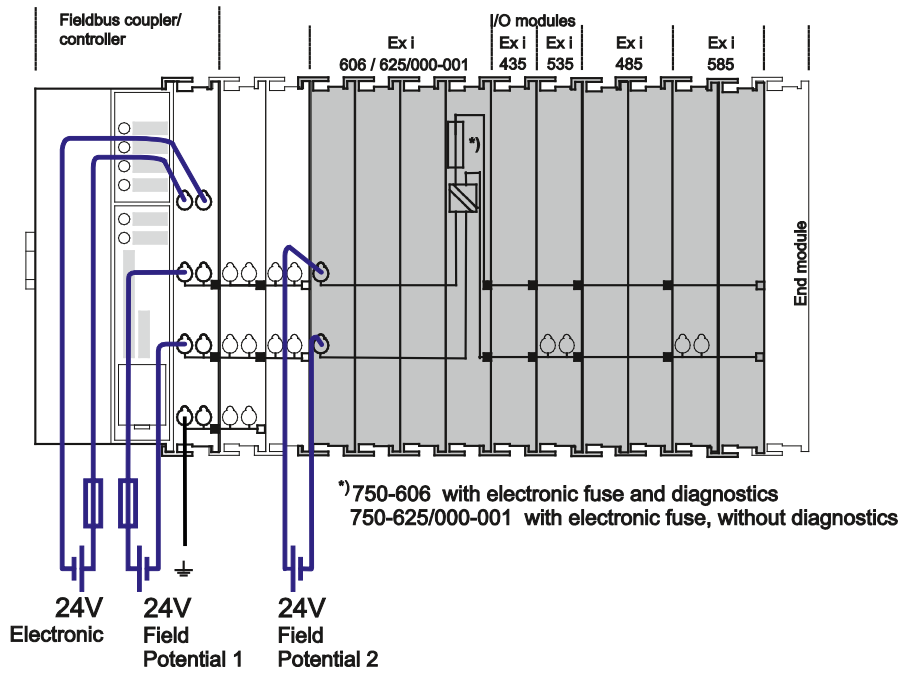 Fieldbus coupler/
controller
I/O modules
Ex i
606 / 625/000-001
Ex i
435
Ex i
535
Ex i
485
Ex i
585
*)
End module
*) 750-606 with electronic fuse and diagnostics
750-625/000-001 with electronic fuse, without diagnostics
24V
Electronic
24V
Field
Potential 1
24V
Field
Potential 2